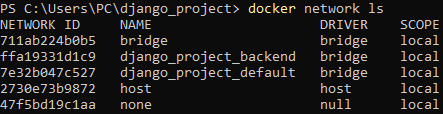 PS C:\Users\PC\django_project> docker network ls
NETWORK ID     NAME                     DRIVER    SCOPE
711ab224b0b5   bridge                   bridge    local
ffa19331d1c9   django_project_backend   bridge    local
7e32b047c527   django_project_default   bridge    local
2730e73b9872   host                     host      local
47f5bd19c1aa   none                     null      local